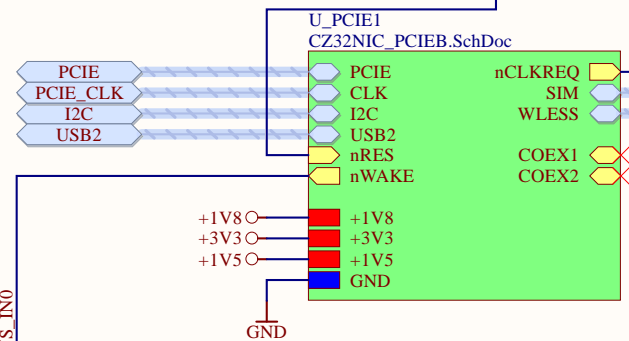 U_PCIE1
CZ32NIC_PCIEB.SchDoc
PCIE PCIE nCLKREQ
PCIE_CLK CLK SIM
I2C I2C WLESS
USB2 USB2
nRES COEX1
nWAKE COEX2
+1V8 +1V8
+3V3 +3V3
+1V5 +1V5
GND
GND
S_IN0